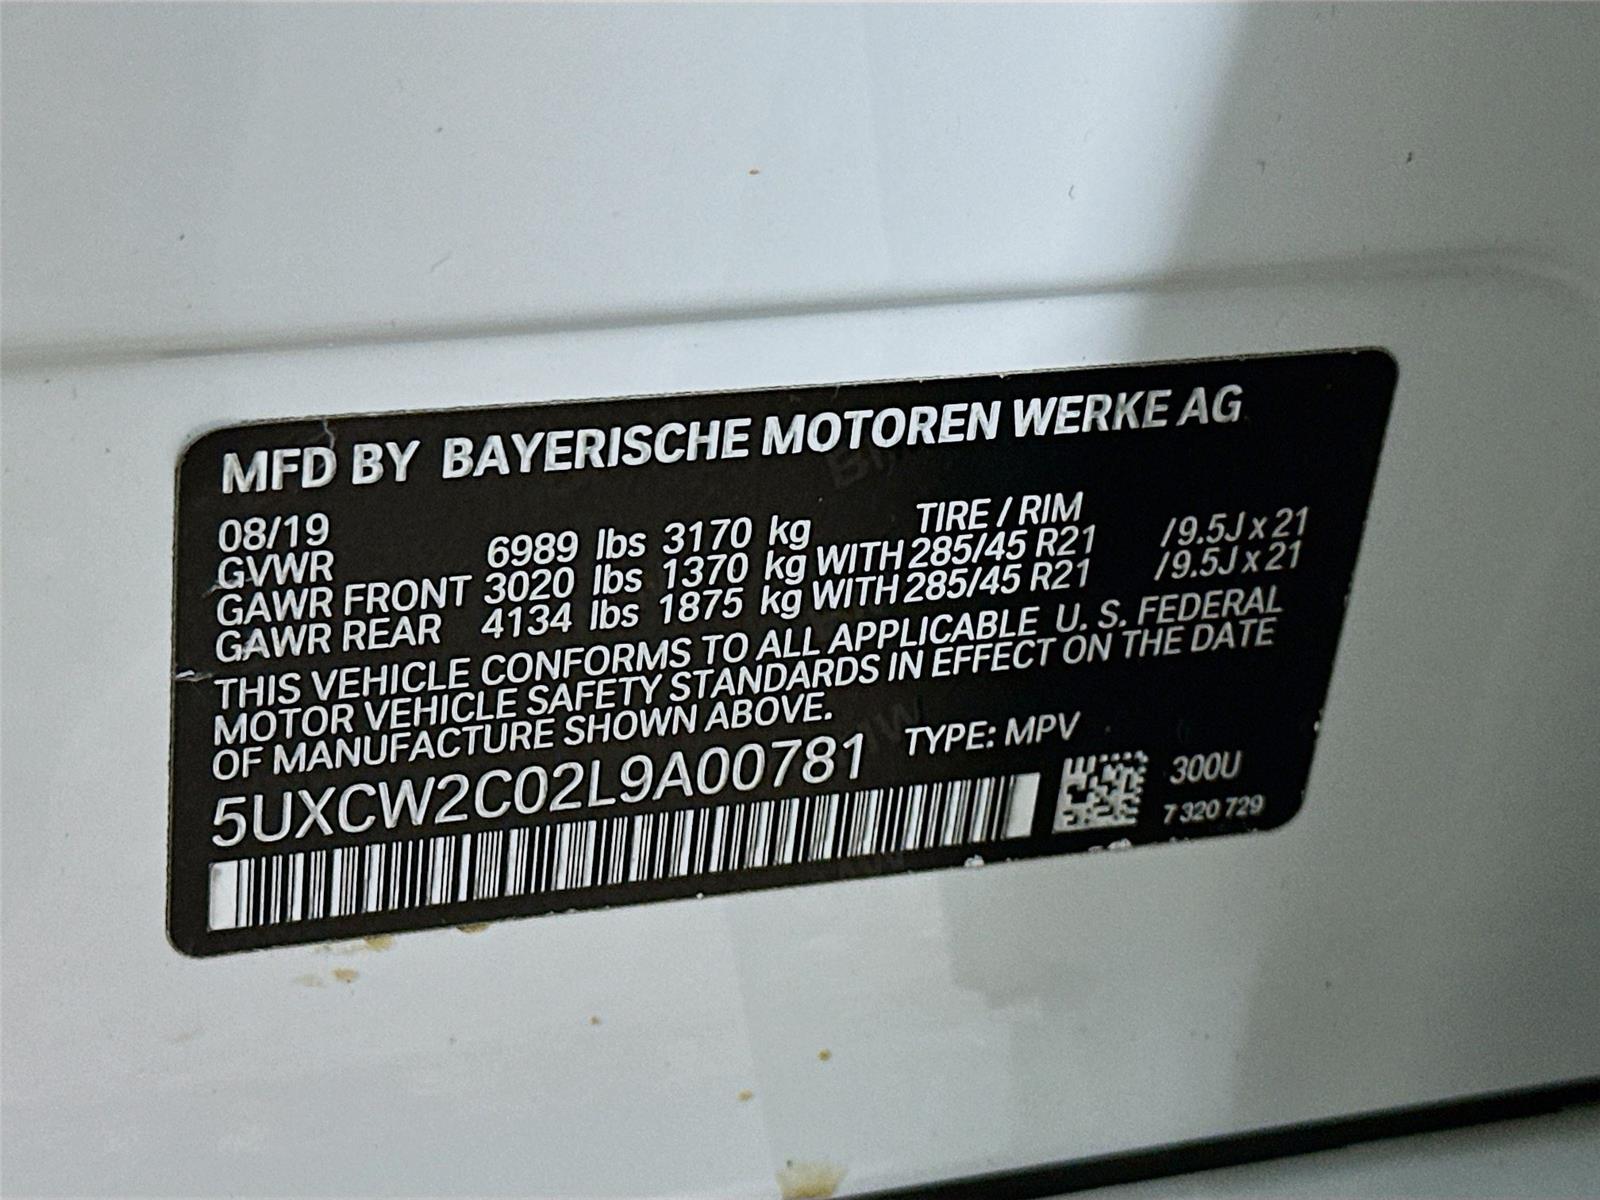 MFD BY BAYERISCHE MOTOREN WERKE AG
08/19 TIRE / RIM
GVWR 6989 lbs 3170 kg
GAWR FRONT 3020 lbs 1370 kg WITH 285/45 R21 /9.5J x 21
GAWR REAR 4134 lbs 1875 kg WITH 285/45 R21 /9.5J x 21
THIS VEHICLE CONFORMS TO ALL APPLICABLE U. S. FEDERAL
MOTOR VEHICLE SAFETY STANDARDS IN EFFECT ON THE DATE
OF MANUFACTURE SHOWN ABOVE.
5UXCW2C02L9A00781 TYPE: MPV
300U
7 320 729